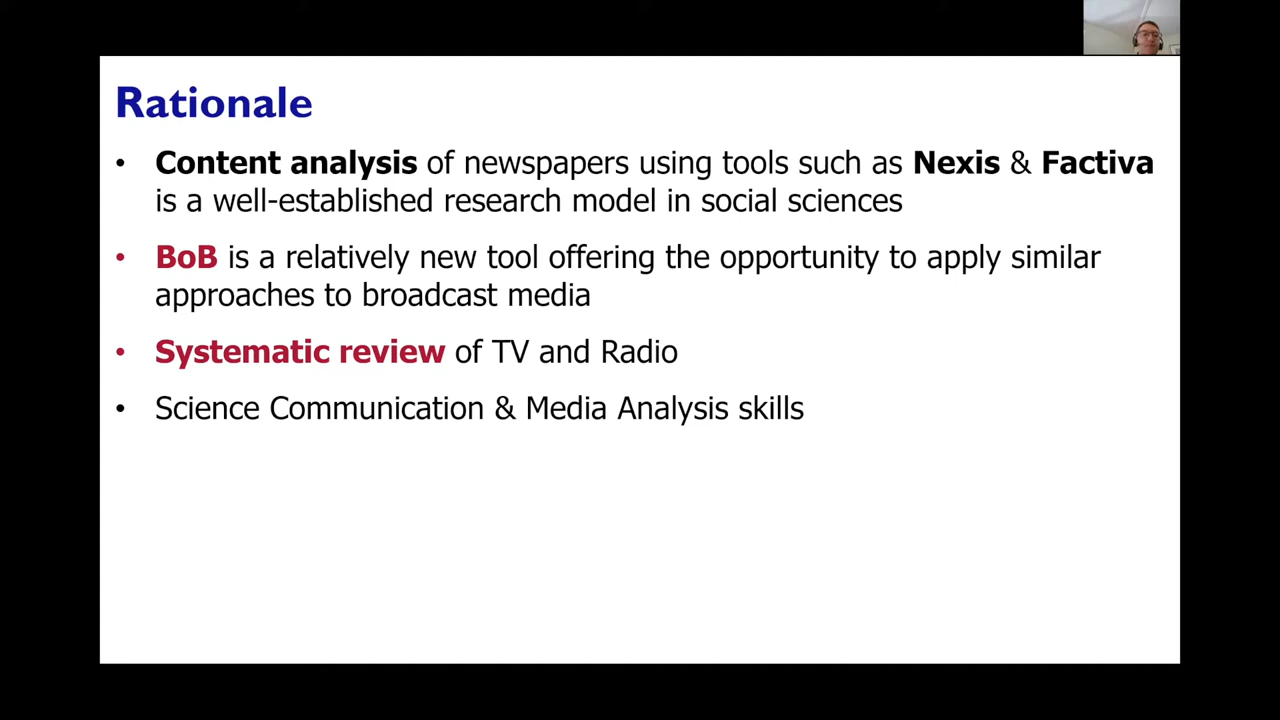 Rationale
• Content analysis of newspapers using tools such as Nexis & Factiva
is a well-established research model in social sciences
• BoB is a relatively new tool offering the opportunity to apply similar
approaches to broadcast media
• Systematic review of TV and Radio
• Science Communication & Media Analysis skills